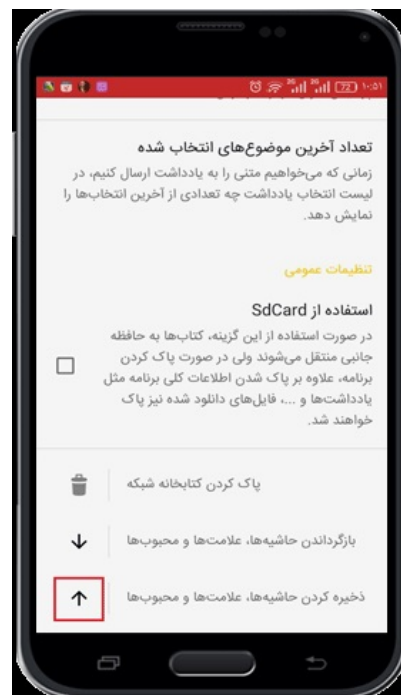 72 ۱۰:۵۱
تعداد آخرین موضوع‌های انتخاب شده
زمانی که می‌خواهیم متنی را به یادداشت ارسال کنیم، در
لیست انتخاب یادداشت چه تعدادی از آخرین انتخاب‌ها را
نمایش دهد.
تنظیمات عمومی
استفاده از SdCard
در صورت استفاده از این گزینه، کتاب‌ها به حافظه
جانبی منتقل می‌شوند ولی در صورت پاک کردن
برنامه، علاوه بر پاک شدن اطلاعات کلی برنامه مثل
یادداشت‌ها و ...، فایل‌های دانلود شده نیز پاک
خواهند شد.
پاک کردن کتابخانه شبکه
بازگرداندن حاشیه‌ها، علامت‌ها و محبوب‌ها
ذخیره کردن حاشیه‌ها، علامت‌ها و محبوب‌ها